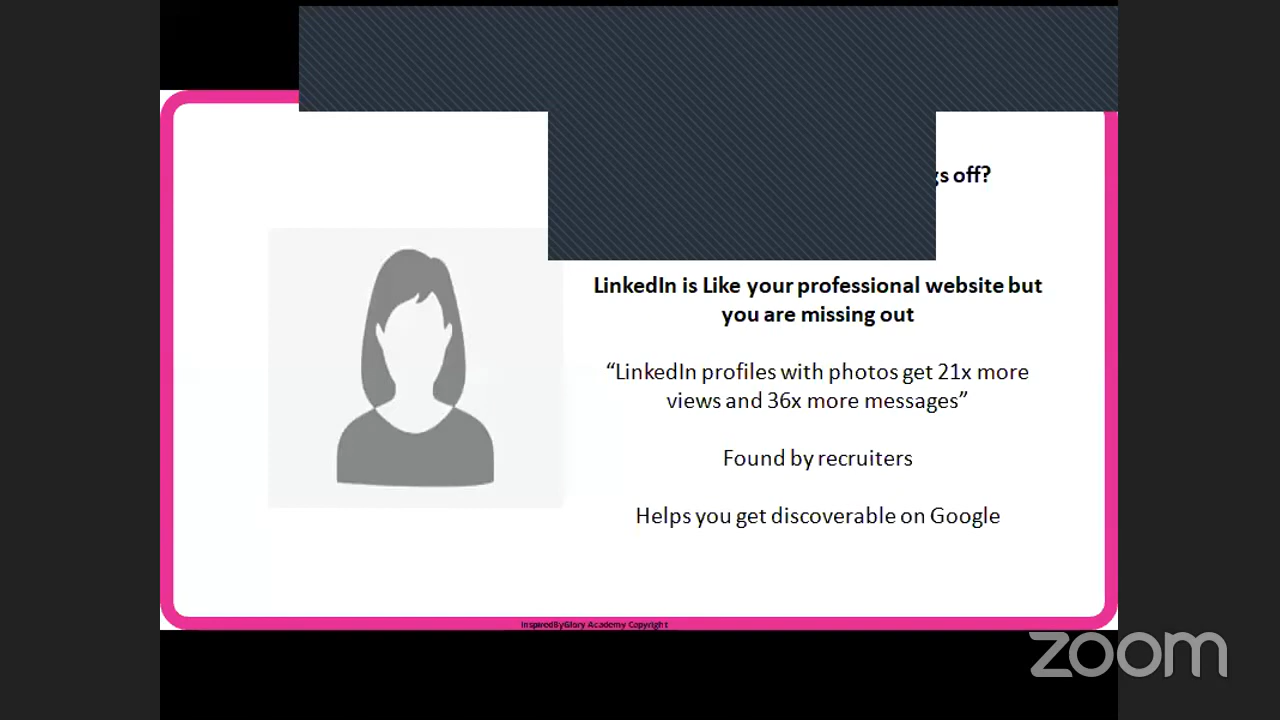 off?
LinkedIn is Like your professional website but
you are missing out
“LinkedIn profiles with photos get 21x more
views and 36x more messages”
Found by recruiters
Helps you get discoverable on Google
InspiredByGlory Academy Copyright
zoom